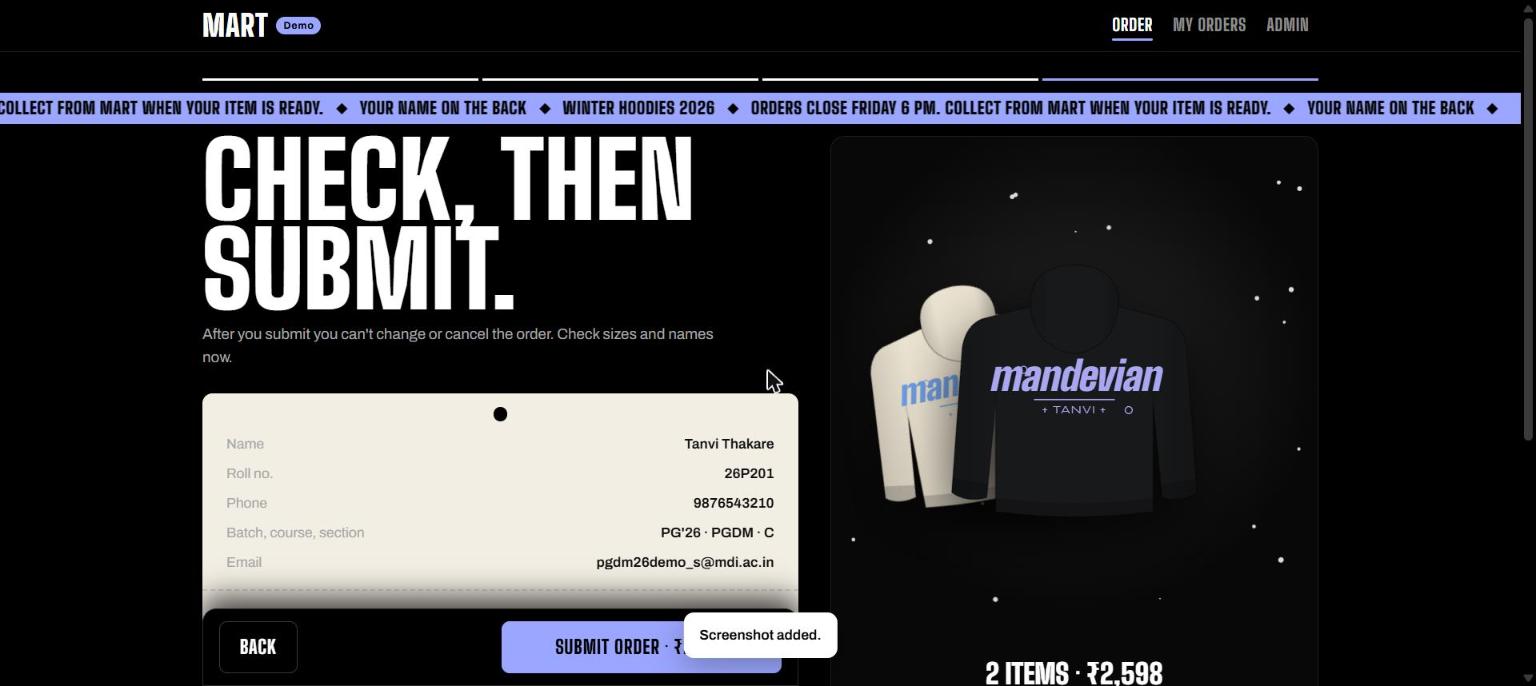 MART Demo
ORDER MY ORDERS ADMIN
COLLECT FROM MART WHEN YOUR ITEM IS READY. ◆ YOUR NAME ON THE BACK ◆ WINTER HOODIES 2026 ◆ ORDERS CLOSE FRIDAY 6 PM. COLLECT FROM MART WHEN YOUR ITEM IS READY. ◆ YOUR NAME ON THE BACK ◆
CHECK, THEN
SUBMIT.
After you submit you can't change or cancel the order. Check sizes and names
now.
Name Tanvi Thakare
Roll no. 26P201
Phone 9876543210
Batch, course, section PG'26 · PGDM · C
Email pgdm26demo_s@mdi.ac.in
BACK
SUBMIT ORDER · ₹
Screenshot added.
man
mandevian
+ TANVI +
2 ITEMS · ₹2,598